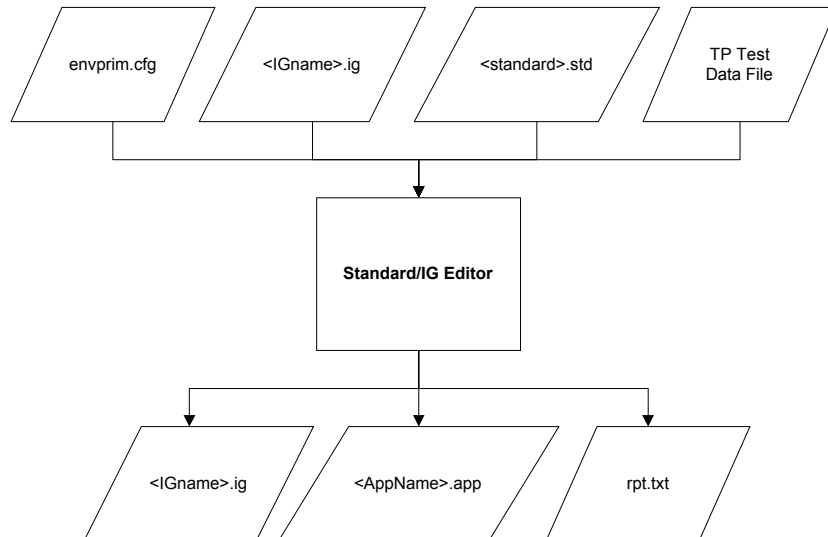 envprim.cfg
<IGname>.ig
<standard>.std
TP Test
Data File
Standard/IG Editor
<IGname>.ig
<AppName>.app
rpt.txt